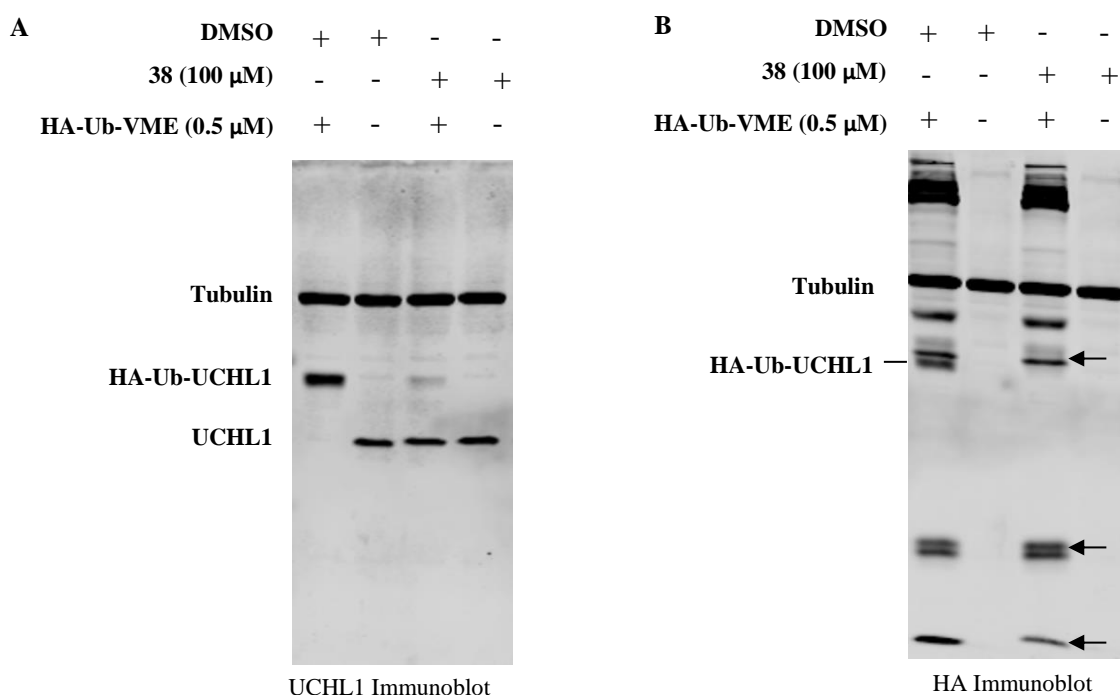 A
DMSO + + - -
38 (100 µM) - - + +
HA-Ub-VME (0.5 µM) + - + -
Tubulin
HA-Ub-UCHL1
UCHL1
UCHL1 Immunoblot
B
DMSO + + - -
38 (100 µM) - - + +
HA-Ub-VME (0.5 µM) + - + -
Tubulin
HA-Ub-UCHL1
HA Immunoblot